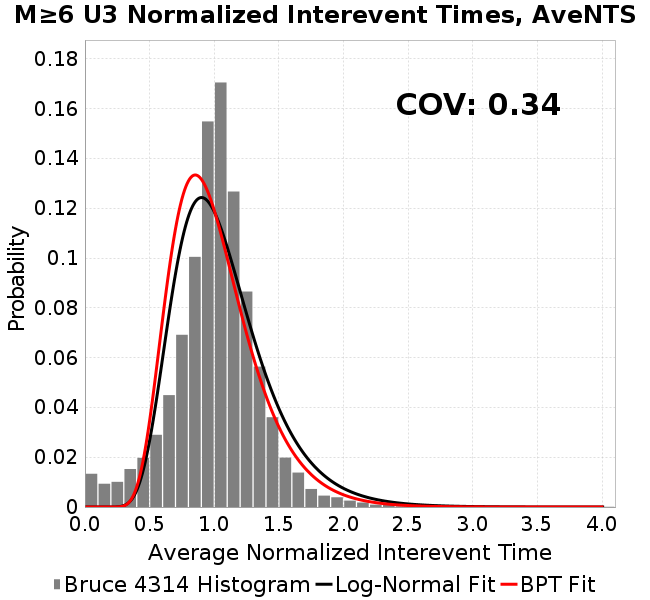 M≥6 U3 Normalized Interevent Times, AveNTS
COV: 0.34
Probability
0.18
0.16
0.14
0.12
0.1
0.08
0.06
0.04
0.02
0
0.0 0.5 1.0 1.5 2.0 2.5 3.0 3.5 4.0
Average Normalized Interevent Time
Bruce 4314 Histogram Log-Normal Fit BPT Fit